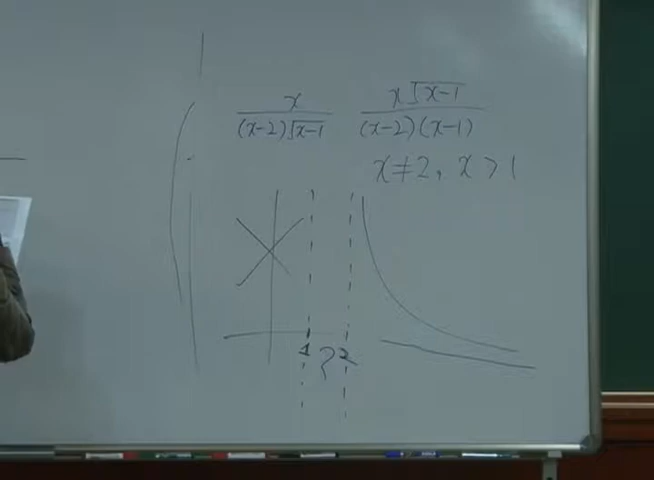 x / (x-2)√(x-1)    x√(x-1) / (x-2)(x-1)
x≠2, x>1
1 ? 2